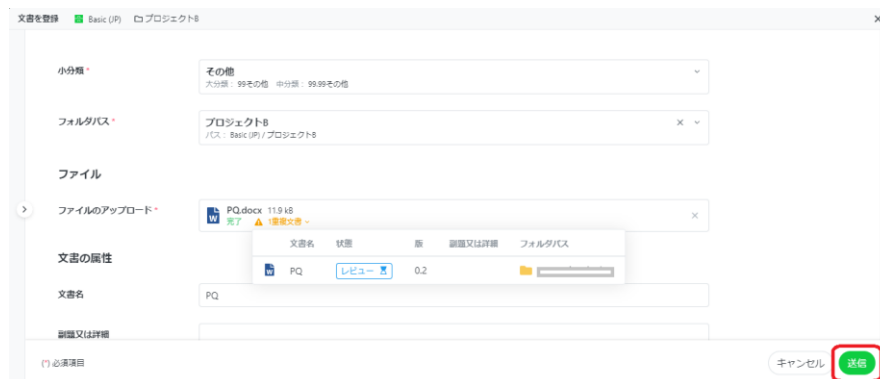 文書を登録 Basic (JP) プロジェクトB
小分類 *
その他
大分類： 99その他 中分類： 99.99その他
フォルダパス *
プロジェクトB
パス： Basic (JP) / プロジェクトB
ファイル
ファイルのアップロード *
PQ.docx 11.9 kB
完了 1重複文書
文書名 状態 版 副題又は詳細 フォルダパス
PQ レビュー 0.2
文書の属性
文書名
PQ
副題又は詳細
(*) 必須項目
キャンセル 送信